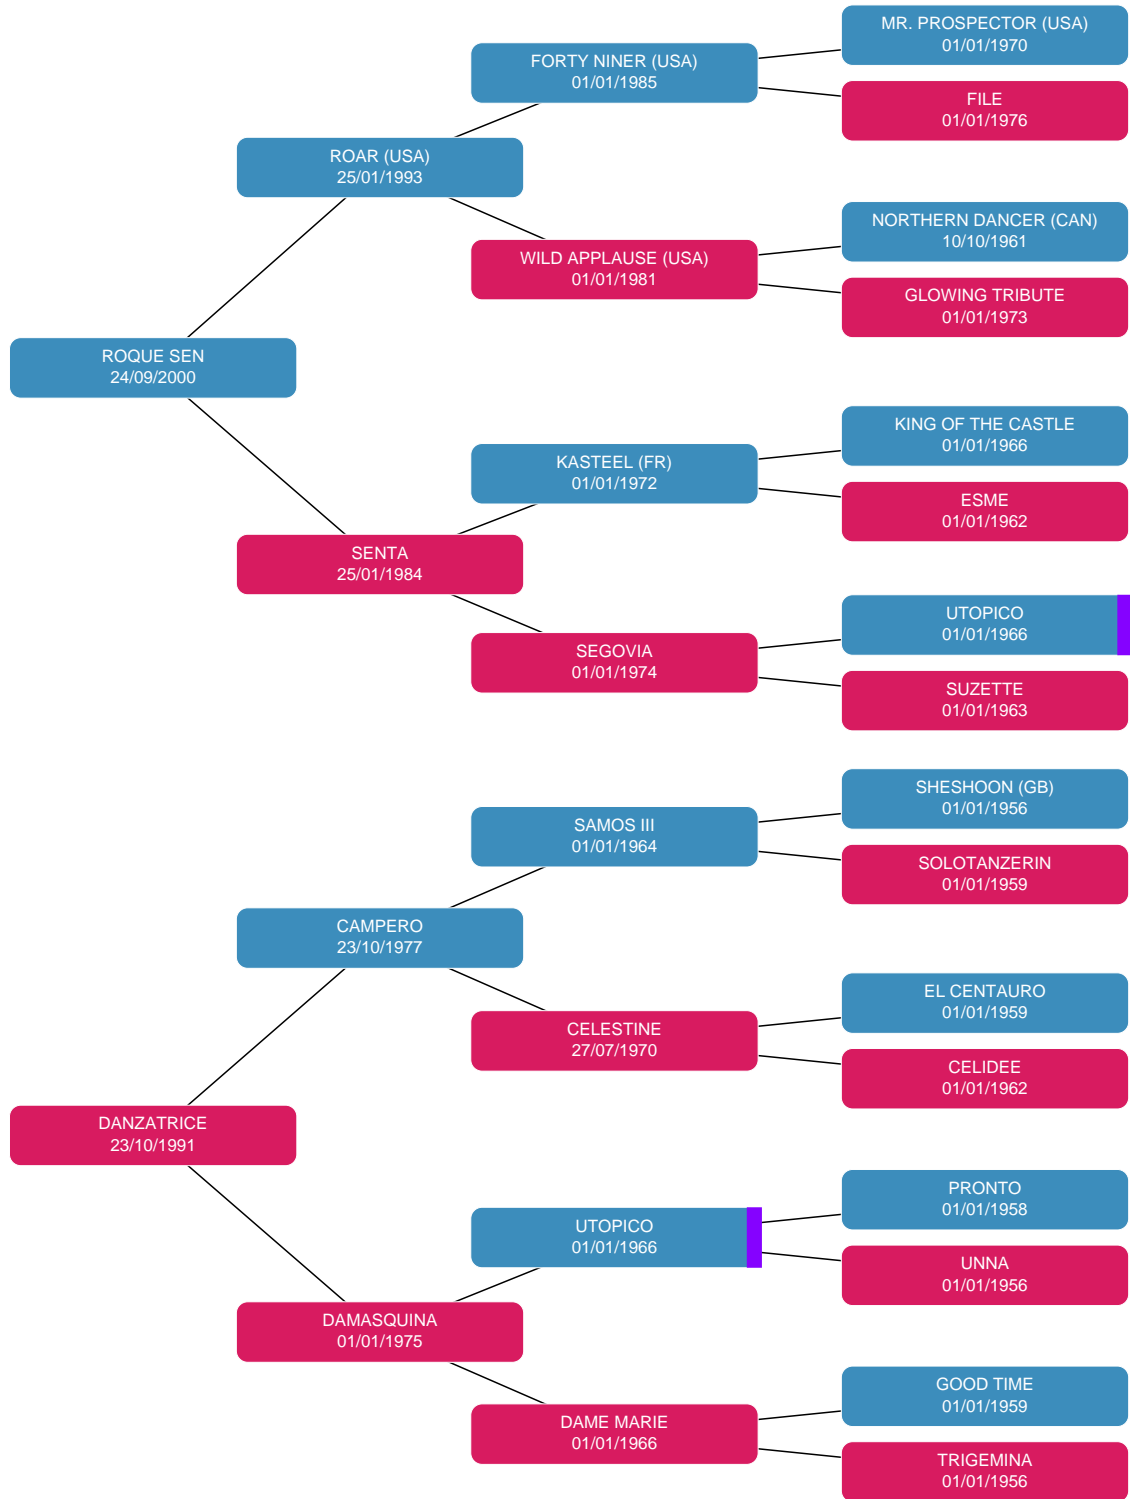 MR. PROSPECTOR (USA)
01/01/1970
FORTY NINER (USA)
01/01/1985
FILE
01/01/1976
ROAR (USA)
25/01/1993
NORTHERN DANCER (CAN)
10/10/1961
WILD APPLAUSE (USA)
01/01/1981
GLOWING TRIBUTE
01/01/1973
ROQUE SEN
24/09/2000
KING OF THE CASTLE
01/01/1966
KASTEEL (FR)
01/01/1972
ESME
01/01/1962
SENTA
25/01/1984
UTOPICO
01/01/1966
SEGOVIA
01/01/1974
SUZETTE
01/01/1963
SHESHOON (GB)
01/01/1956
SAMOS III
01/01/1964
SOLOTANZERIN
01/01/1959
CAMPERO
23/10/1977
EL CENTAURO
01/01/1959
CELESTINE
27/07/1970
CELIDEE
01/01/1962
DANZATRICE
23/10/1991
PRONTO
01/01/1958
UTOPICO
01/01/1966
UNNA
01/01/1956
DAMASQUINA
01/01/1975
GOOD TIME
01/01/1959
DAME MARIE
01/01/1966
TRIGEMINA
01/01/1956